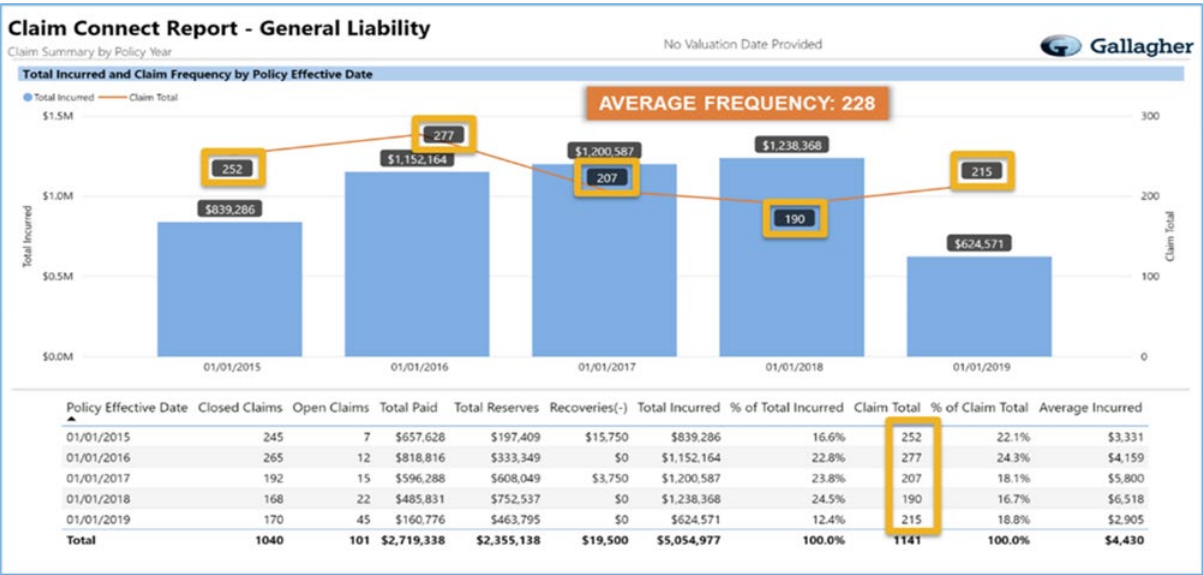 Claim Connect Report - General Liability
Claim Summary by Policy Year
No Valuation Date Provided
G Gallagher
Total Incurred and Claim Frequency by Policy Effective Date
Total Incurred Claim Total
AVERAGE FREQUENCY: 228
$1.5M
$1.0M
$0.5M
$0.0M
Total Incurred
252
277
207
190
215
$839,286
$1,152,164
$1,200,587
$1,238,368
$624,571
300
200
100
0
Claim Total
01/01/2015 01/01/2016 01/01/2017 01/01/2018 01/01/2019
Policy Effective Date Closed Claims Open Claims Total Paid Total Reserves Recoveries(-) Total Incurred % of Total Incurred Claim Total % of Claim Total Average Incurred
01/01/2015 245 7 $657,628 $197,409 $15,750 $839,286 16.6% 252 22.1% $3,331
01/01/2016 265 12 $818,816 $333,349 $0 $1,152,164 22.8% 277 24.3% $4,159
01/01/2017 192 15 $596,288 $608,049 $3,750 $1,200,587 23.8% 207 18.1% $5,800
01/01/2018 168 22 $485,831 $752,537 $0 $1,238,368 24.5% 190 16.7% $6,518
01/01/2019 170 45 $160,776 $463,795 $0 $624,571 12.4% 215 18.8% $2,905
Total 1040 101 $2,719,338 $2,355,138 $19,500 $5,054,977 100.0% 1141 100.0% $4,430